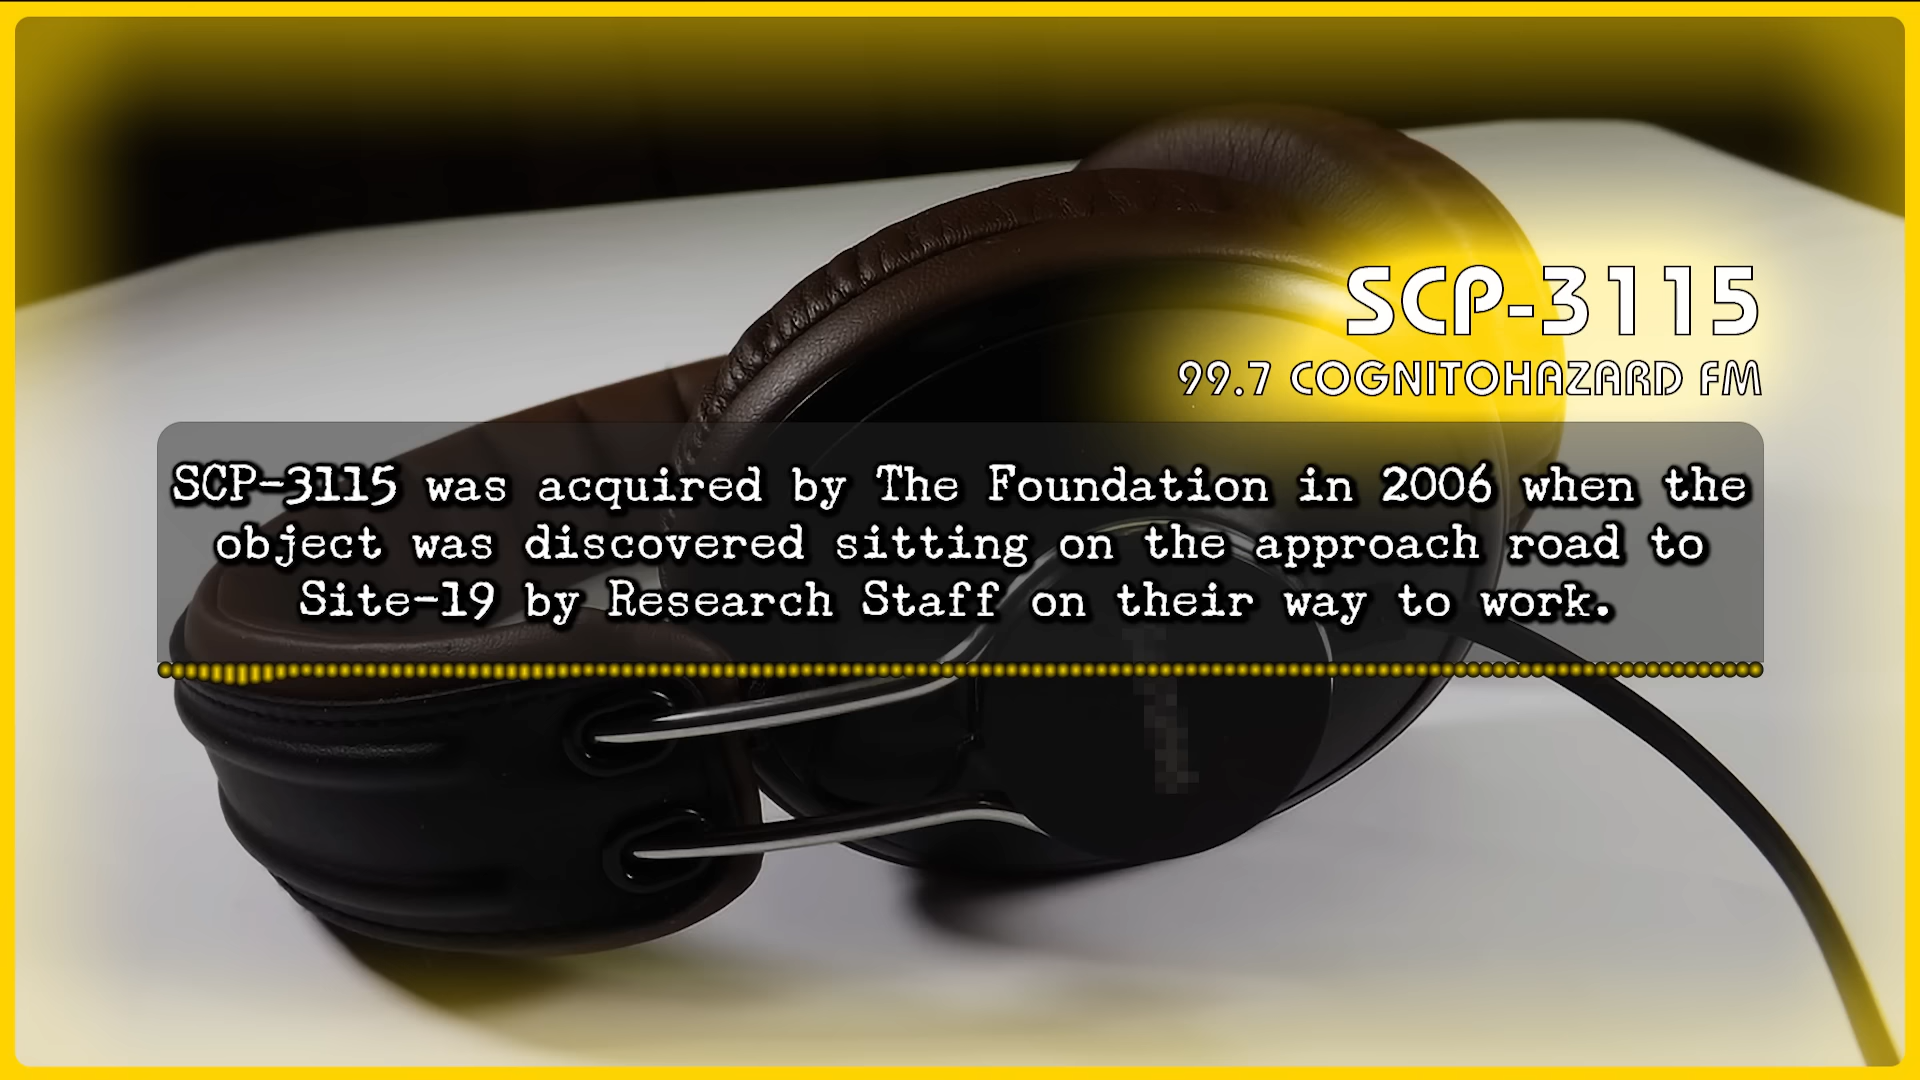 SCP-3115
99.7 COGNITOHAZARD FM
SCP-3115 was acquired by The Foundation in 2006 when the
object was discovered sitting on the approach road to
Site-19 by Research Staff on their way to work.